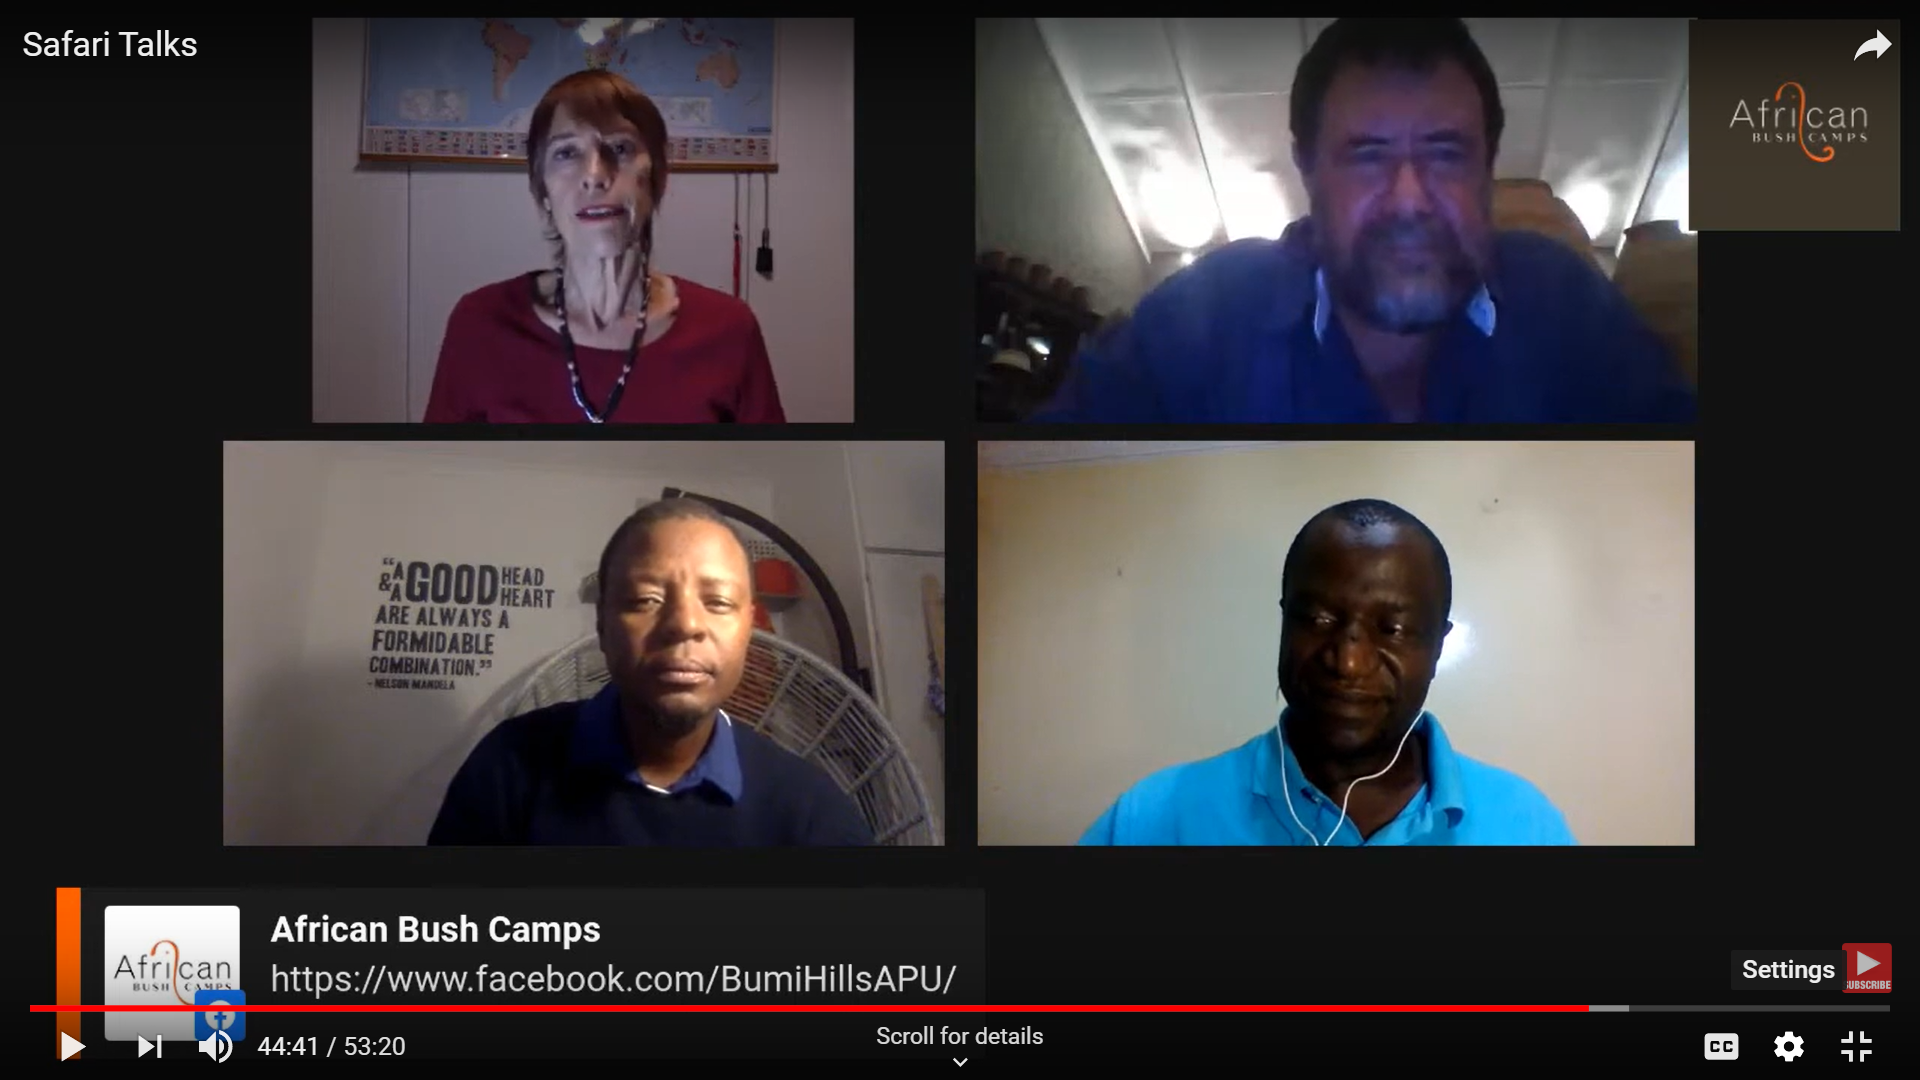 Safari Talks
African
BUSH CAMPS
“A GOOD HEAD
& A HEART
ARE ALWAYS A
FORMIDABLE
COMBINATION.”
- NELSON MANDELA
African Bush Camps
https://www.facebook.com/BumiHillsAPU/
African
BUSH CAMPS
Settings
SUBSCRIBE
44:41 / 53:20
Scroll for details
CC